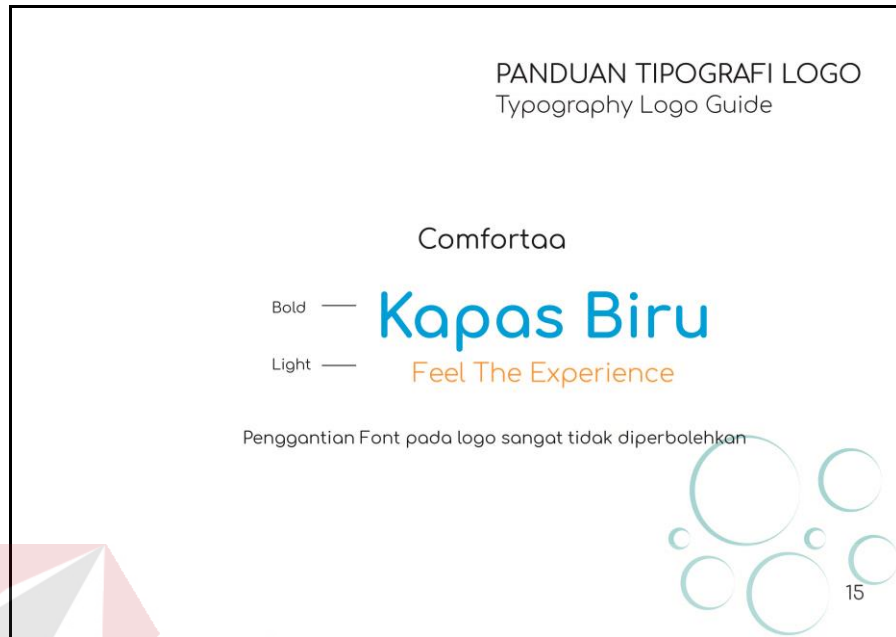 PANDUAN TIPOGRAFI LOGO
Typography Logo Guide
Comfortaa
Bold
Kapas Biru
Light
Feel The Experience
Penggantian Font pada logo sangat tidak diperbolehkan
15